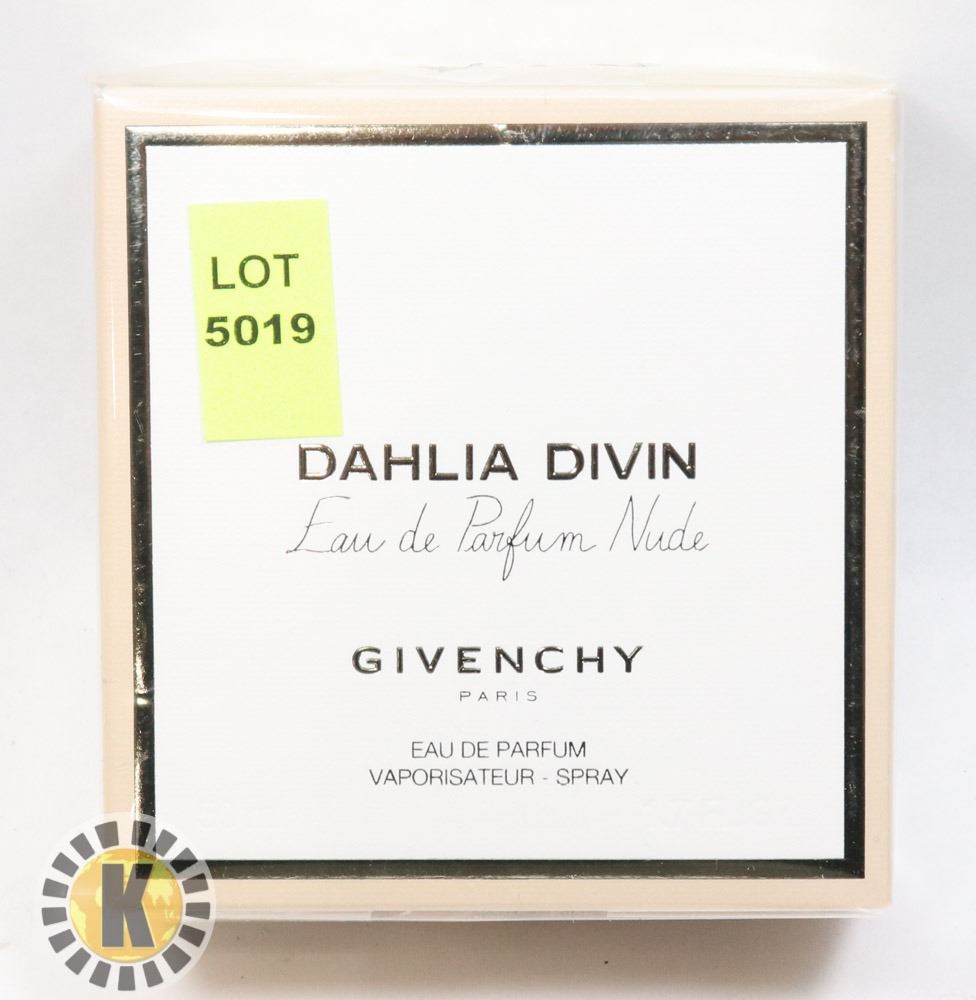 LOT
5019
DAHLIA DIVIN
Eau de Parfum Nude
GIVENCHY
PARIS
EAU DE PARFUM
VAPORISATEUR - SPRAY
K